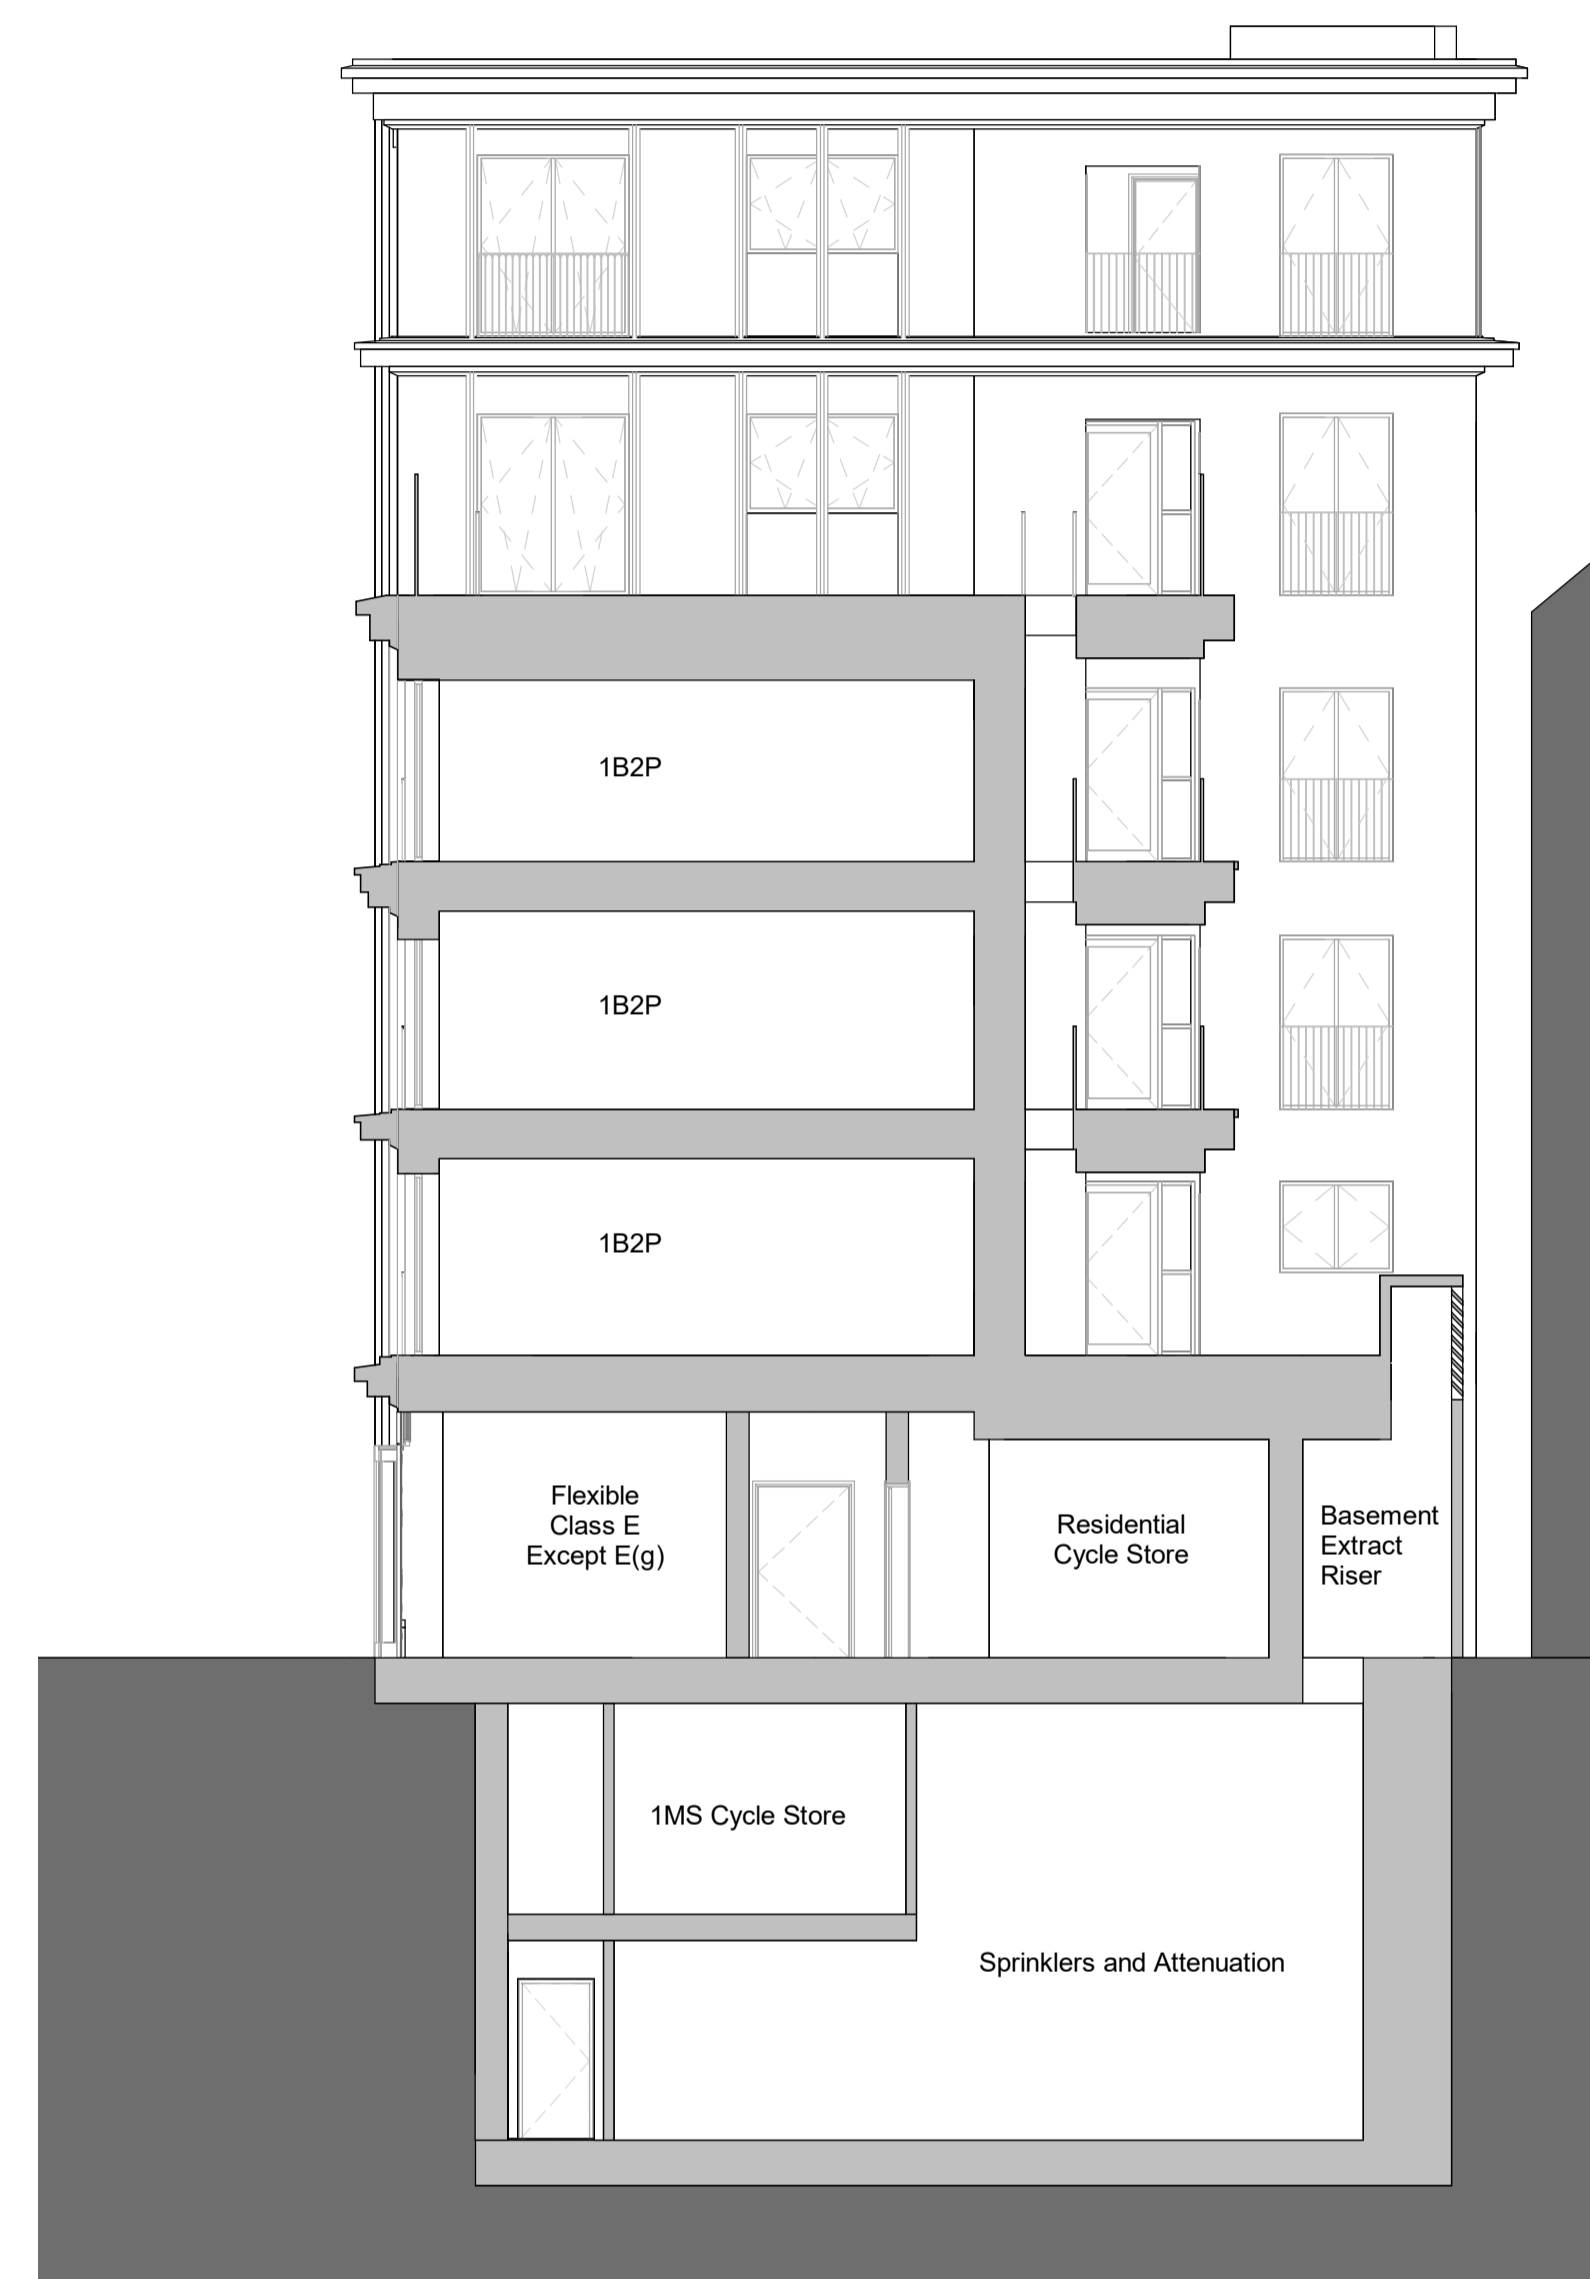 1B2P
1B2P
1B2P
Flexible
Class E
Except E(g)
Residential
Cycle Store
Basement
Extract
Riser
1MS Cycle Store
Sprinklers and Attenuation